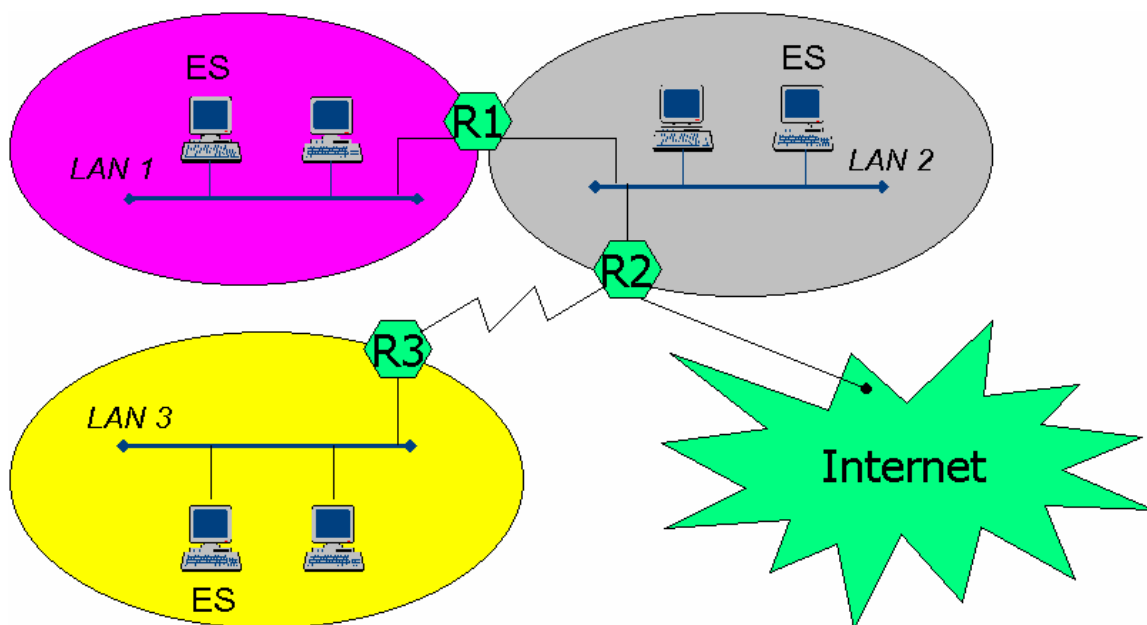 ES
ES
R1
LAN 1
LAN 2
R2
R3
LAN 3
Internet
ES